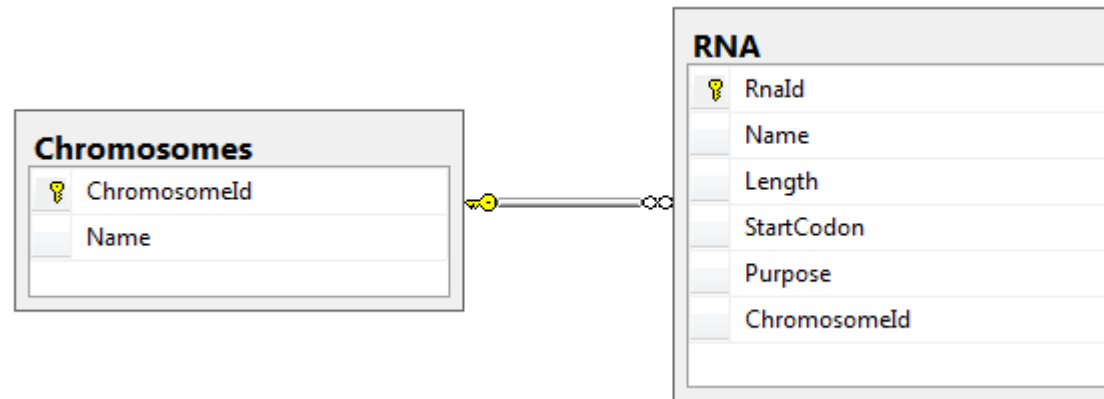 Chromosomes
ChromosomeId
Name
RNA
RnaId
Name
Length
StartCodon
Purpose
ChromosomeId